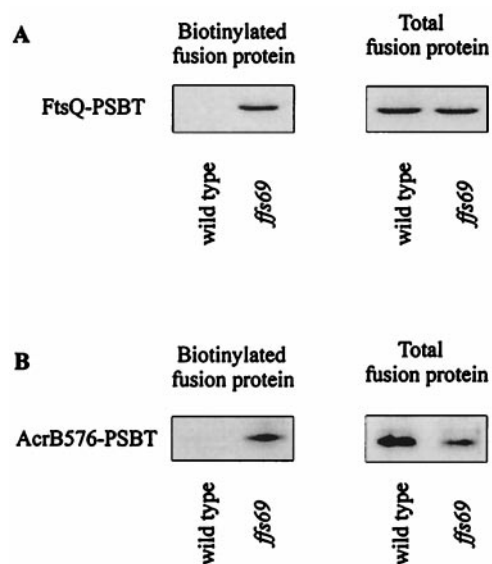 A
Biotinylated
fusion protein
Total
fusion protein
FtsQ-PSBT
wild type
ffs69
wild type
ffs69
B
Biotinylated
fusion protein
Total
fusion protein
AcrB576-PSBT
wild type
ffs69
wild type
ffs69